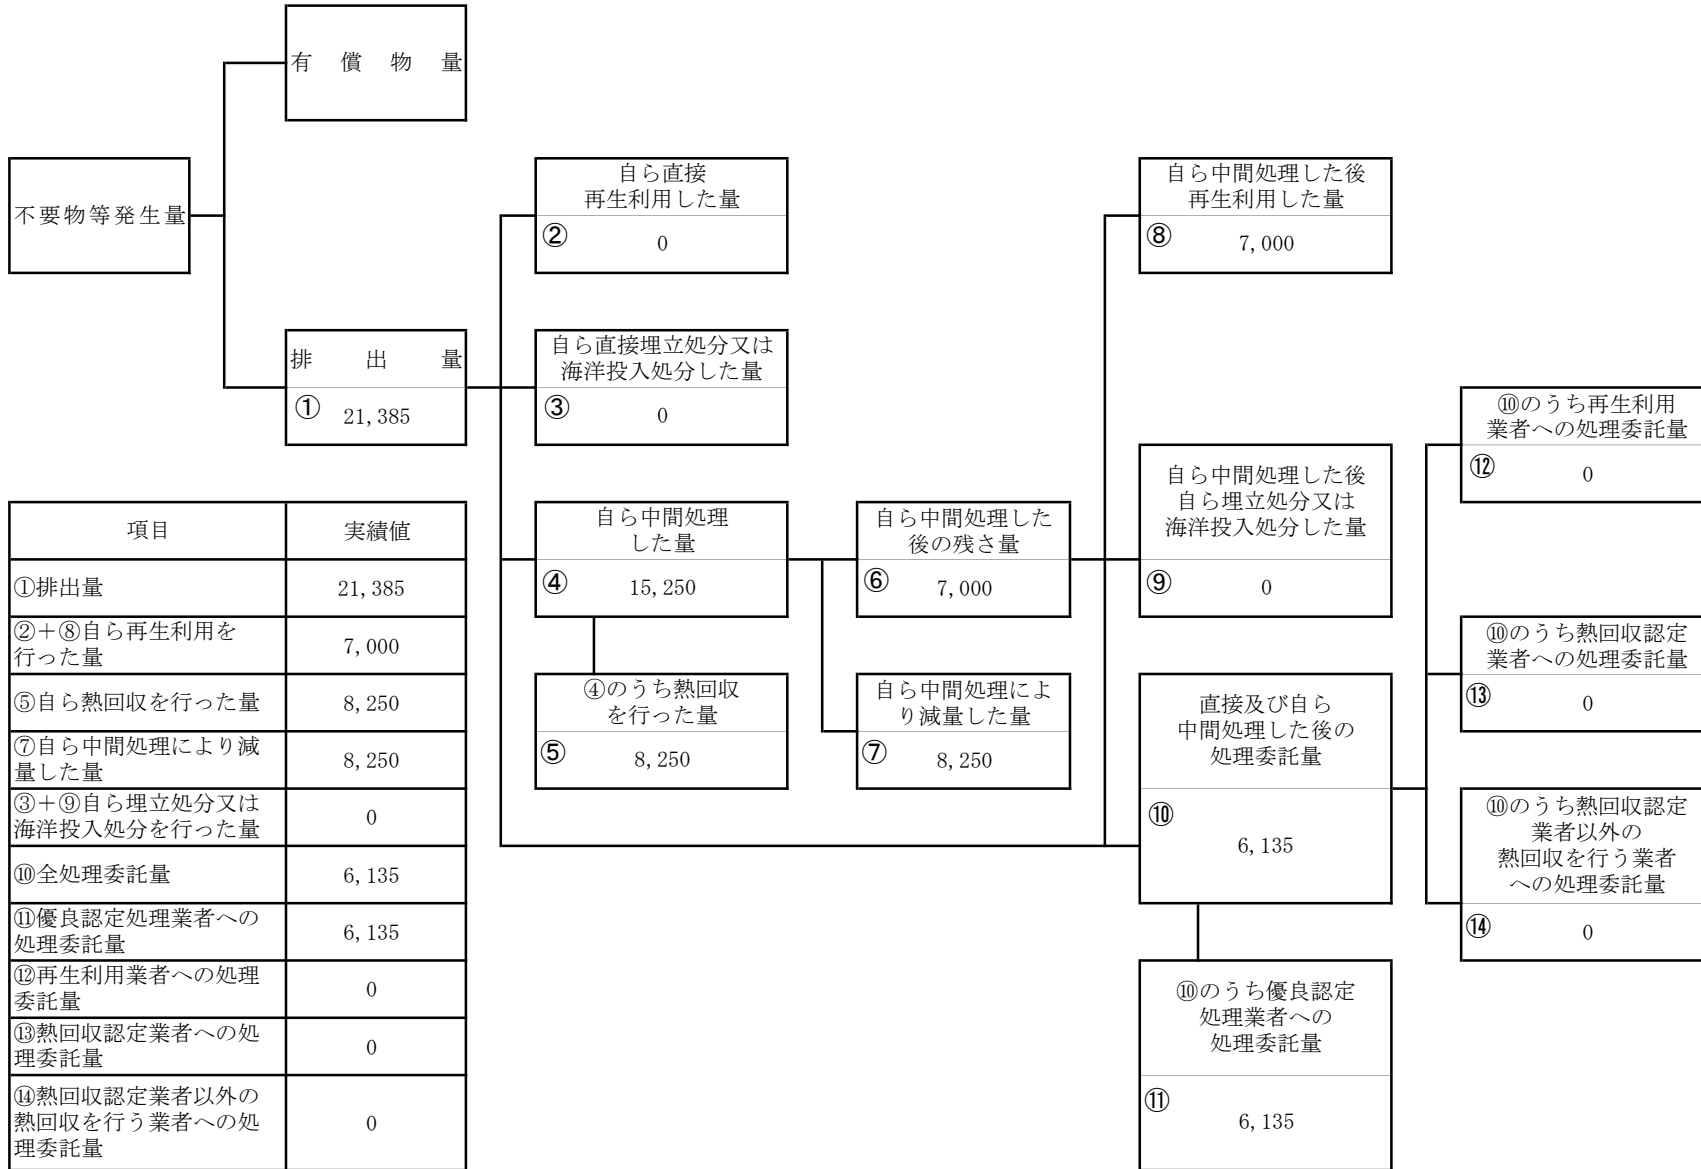 有償物量
不要物等発生量
排出量
① 21,385
自ら直接
再生利用した量
② 0
自ら直接埋立処分又は
海洋投入処分した量
③ 0
自ら中間処理
した量
④ 15,250
④のうち熱回収
を行った量
⑤ 8,250
自ら中間処理した
後の残さ量
⑥ 7,000
自ら中間処理によ
り減量した量
⑦ 8,250
自ら中間処理した後
再生利用した量
⑧ 7,000
自ら中間処理した後
自ら埋立処分又は
海洋投入処分した量
⑨ 0
直接及び自ら
中間処理した後の
処理委託量
⑩ 6,135
⑩のうち優良認定
処理業者への
処理委託量
⑪ 6,135
⑩のうち再生利用
業者への処理委託量
⑫ 0
⑩のうち熱回収認定
業者への処理委託量
⑬ 0
⑩のうち熱回収認定
業者以外の
熱回収を行う業者
への処理委託量
⑭ 0
項目 実績値
①排出量 21,385
②＋⑧自ら再生利用を
行った量 7,000
⑤自ら熱回収を行った量 8,250
⑦自ら中間処理により減
量した量 8,250
③＋⑨自ら埋立処分又は
海洋投入処分を行った量 0
⑩全処理委託量 6,135
⑪優良認定処理業者への
処理委託量 6,135
⑫再生利用業者への処理
委託量 0
⑬熱回収認定業者への処
理委託量 0
⑭熱回収認定業者以外の
熱回収を行う業者への処
理委託量 0